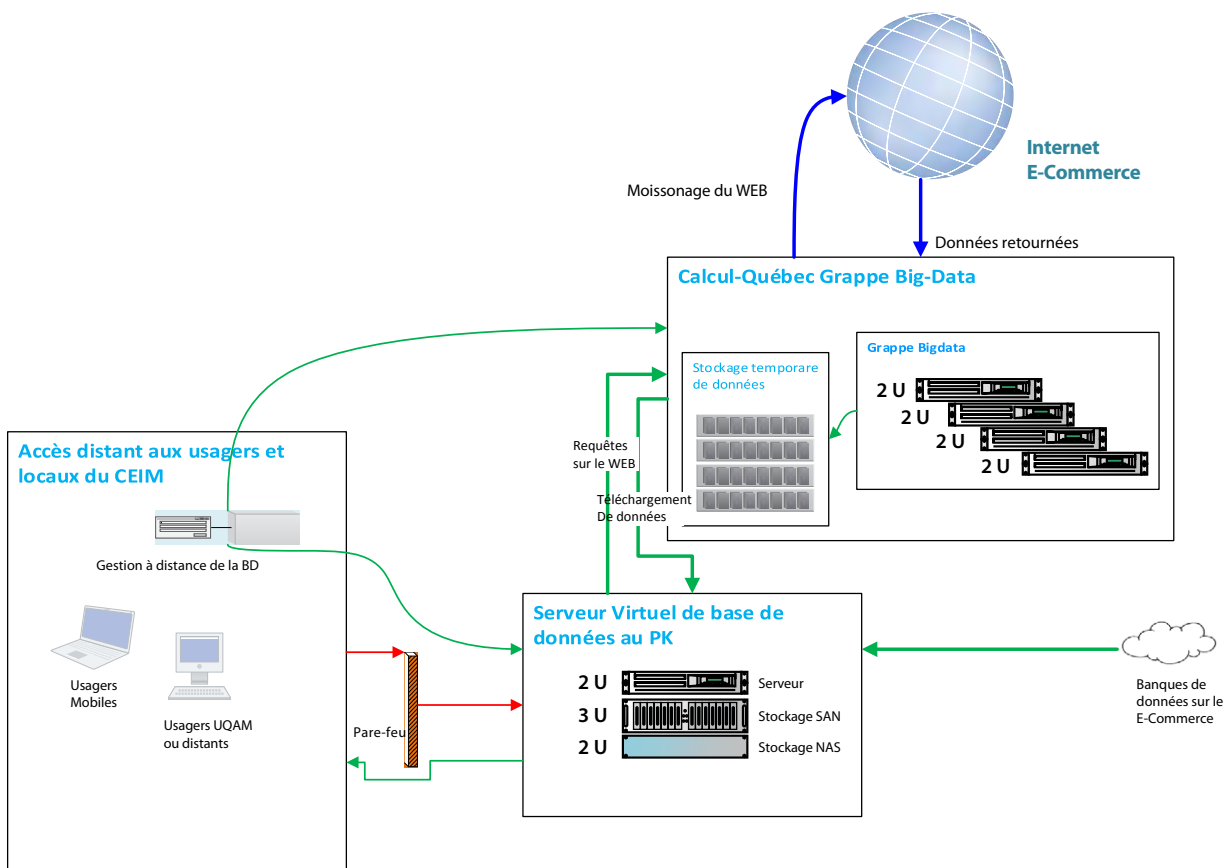 Internet
E-Commerce
Moissonage du WEB
Données retournées
Calcul-Québec Grappe Big-Data
Grappe Bigdata
Stockage temporare
de données
2 U
2 U
2 U
2 U
Requêtes
sur le WEB
Téléchargement
De données
Accès distant aux usagers et
locaux du CEIM
Gestion à distance de la BD
Usagers
Mobiles
Usagers UQAM
ou distants
Pare-feu
Serveur Virtuel de base de
données au PK
2 U Serveur
3 U Stockage SAN
2 U Stockage NAS
Banques de
données sur le
E-Commerce